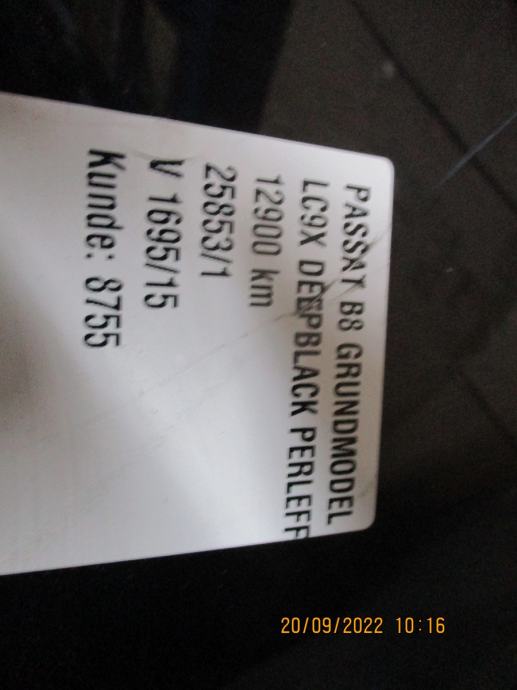 PASSAT B8 GRUNDMODEL
LC9X DEEPBLACK PERLEFF
12900 km
25853/1
V 1695/15
Kunde: 8755
20/09/2022 10:16